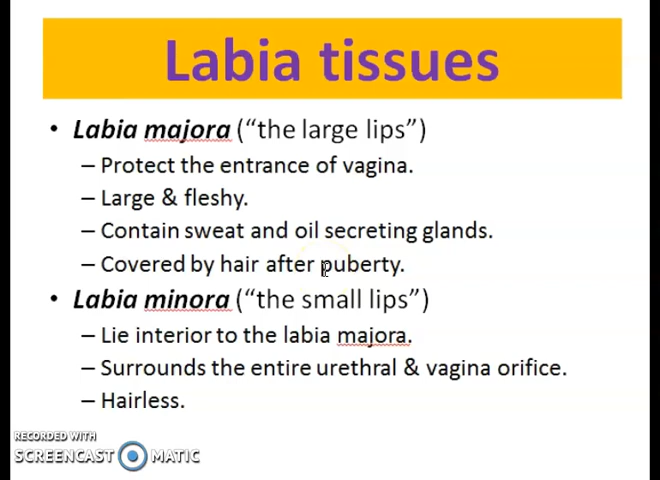 Labia tissues
• Labia majora (“the large lips”)
– Protect the entrance of vagina.
– Large & fleshy.
– Contain sweat and oil secreting glands.
– Covered by hair after puberty.
• Labia minora (“the small lips”)
– Lie interior to the labia majora.
– Surrounds the entire urethral & vagina orifice.
– Hairless.
RECORDED WITH
SCREENCAST MATIC